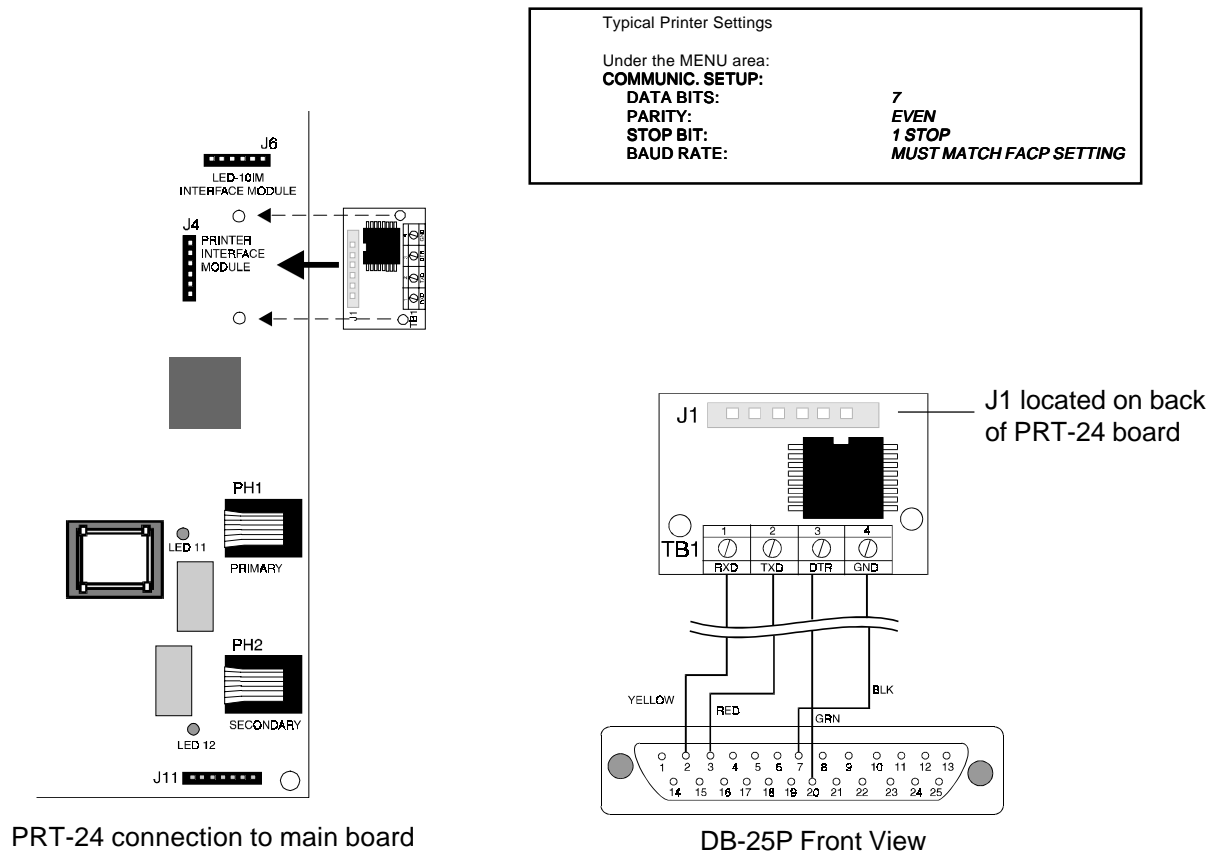 Typical Printer Settings
Under the MENU area:
COMMUNIC. SETUP:
DATA BITS: 7
PARITY: EVEN
STOP BIT: 1 STOP
BAUD RATE: MUST MATCH FACP SETTING
J6
LED-10IM
INTERFACE MODULE
J4
PRINTER
INTERFACE
MODULE
J1
TB1
GND
DTR
TXD
RXD
PH1
LED 11
PRIMARY
PH2
SECONDARY
LED 12
J11
PRT-24 connection to main board
J1
J1 located on back
of PRT-24 board
1 2 3 4
TB1
RXD TXD DTR GND
YELLOW
RED
GRN
BLK
1 2 3 4 5 6 7 8 9 10 11 12 13
14 15 16 17 18 19 20 21 22 23 24 25
DB-25P Front View